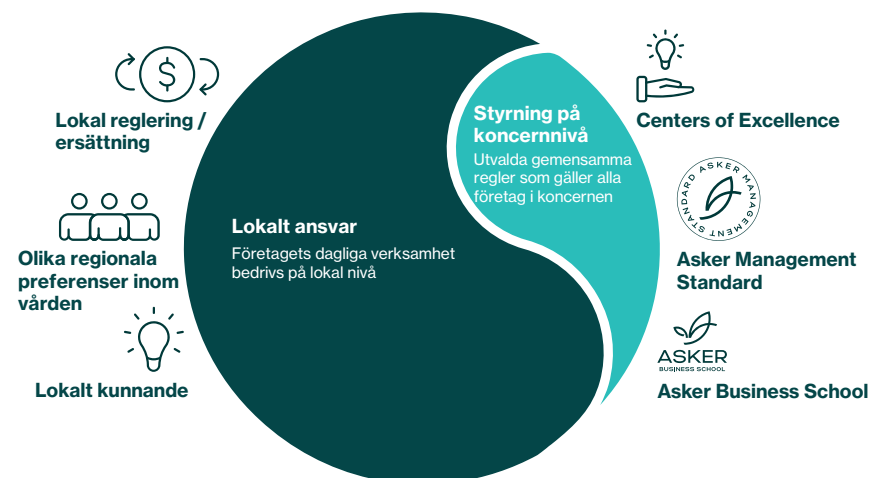 $
Lokal reglering /
ersättning
Olika regionala
preferenser inom
vården
Lokalt kunnande
Lokalt ansvar
Företagets dagliga verksamhet
bedrivs på lokal nivå
Styrning på
koncernnivå
Utvalda gemensamma
regler som gäller alla
företag i koncernen
Centers of Excellence
ASKER MANAGEMENT STANDARD
Asker Management
Standard
ASKER
BUSINESS SCHOOL
Asker Business School